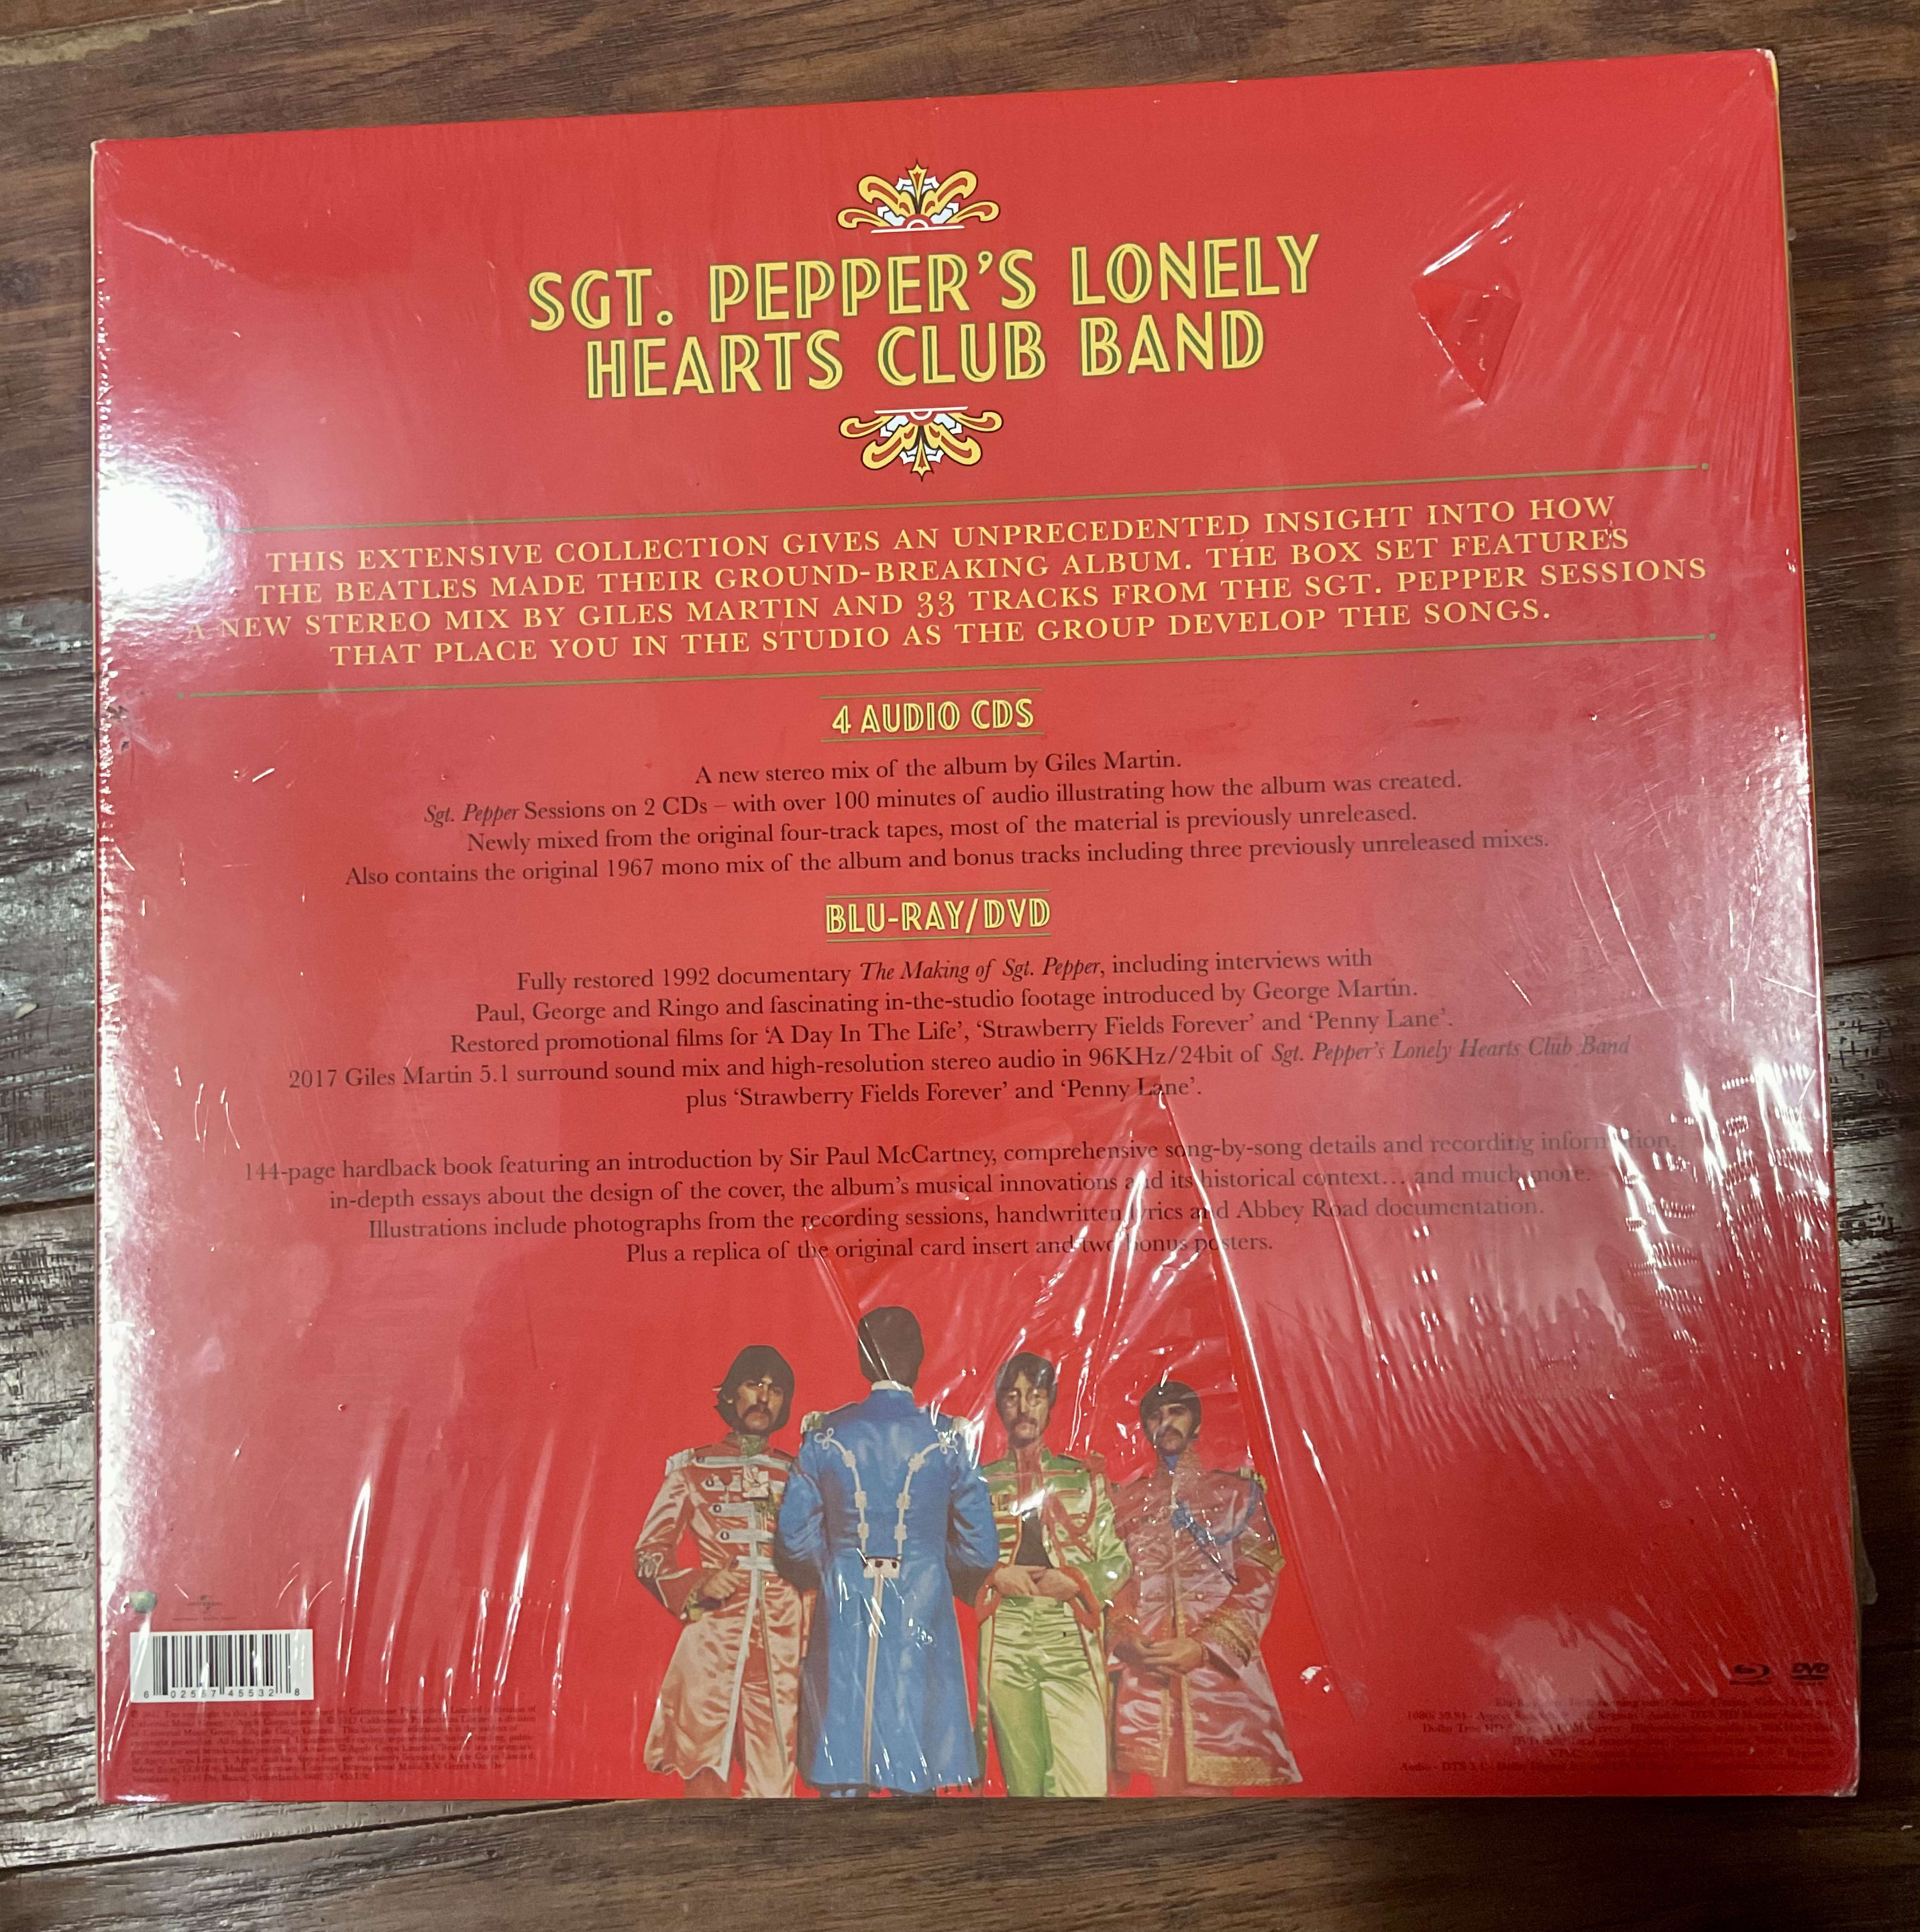 SGT. PEPPER'S LONELY
HEARTS CLUB BAND
THIS EXTENSIVE COLLECTION GIVES AN UNPRECEDENTED INSIGHT INTO HOW
THE BEATLES MADE THEIR GROUND-BREAKING ALBUM. THE BOX SET FEATURES
A NEW STEREO MIX BY GILES MARTIN AND 33 TRACKS FROM THE SGT. PEPPER SESSIONS
THAT PLACE YOU IN THE STUDIO AS THE GROUP DEVELOP THE SONGS.
4 AUDIO CDS
A new stereo mix of the album by Giles Martin.
Sgt. Pepper Sessions on 2 CDs – with over 100 minutes of audio illustrating how the album was created.
Newly mixed from the original four-track tapes, most of the material is previously unreleased.
Also contains the original 1967 mono mix of the album and bonus tracks including three previously unreleased mixes.
BLU-RAY/DVD
Fully restored 1992 documentary The Making of Sgt. Pepper, including interviews with
Paul, George and Ringo and fascinating in-the-studio footage introduced by George Martin.
Restored promotional films for ‘A Day In The Life’, ‘Strawberry Fields Forever’ and ‘Penny Lane’.
2017 Giles Martin 5.1 surround sound mix and high-resolution stereo audio in 96KHz/24bit of Sgt. Pepper's Lonely Hearts Club Band
plus ‘Strawberry Fields Forever’ and ‘Penny Lane’.
144-page hardback book featuring an introduction by Sir Paul McCartney, comprehensive song-by-song details and recording information,
in-depth essays about the design of the cover, the album's musical innovations and its historical context… and much more.
Illustrations include photographs from the recording sessions, handwritten lyrics and Abbey Road documentation.
Plus a replica of the original card insert and two bonus posters.
6 02557 45532 8
DVD